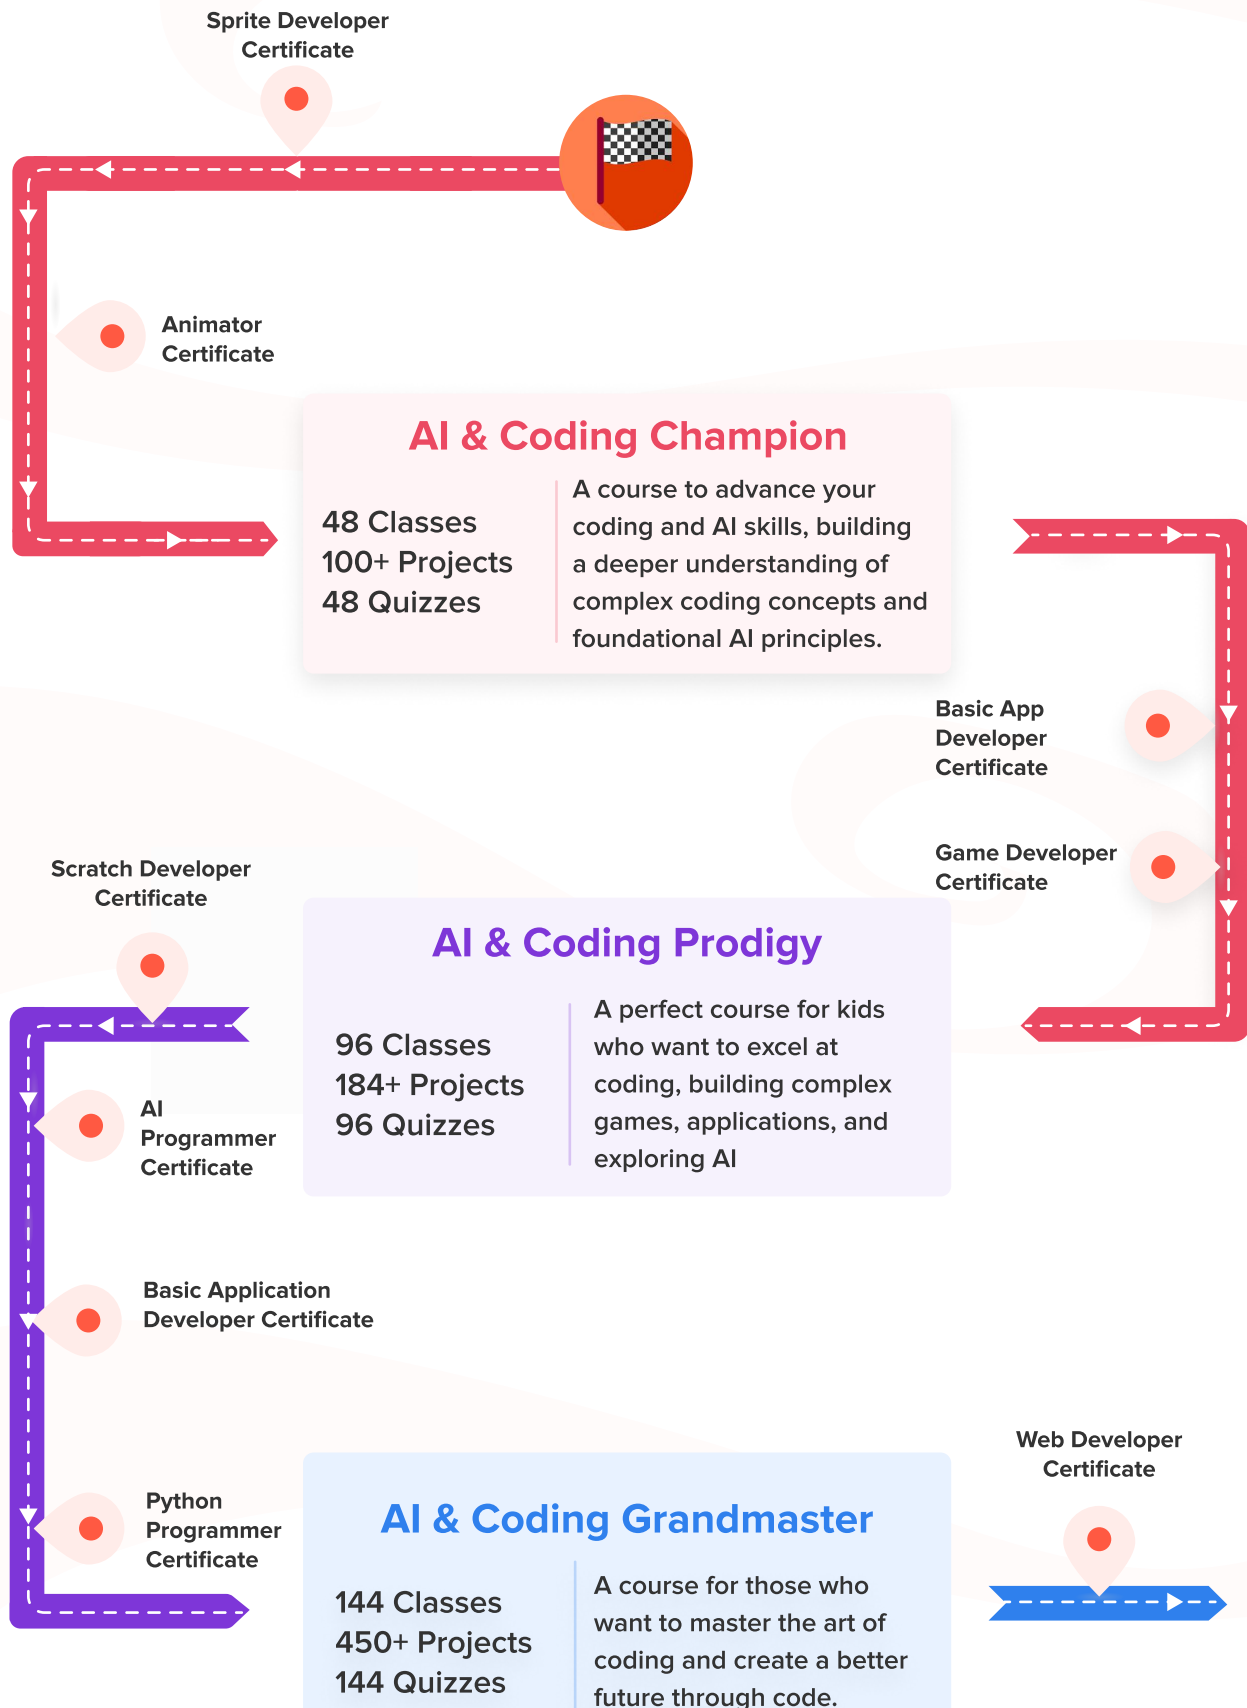 Sprite Developer
Certificate
Animator
Certificate
AI & Coding Champion
48 Classes
100+ Projects
48 Quizzes
A course to advance your
coding and AI skills, building
a deeper understanding of
complex coding concepts and
foundational AI principles.
Basic App
Developer
Certificate
Game Developer
Certificate
Scratch Developer
Certificate
AI & Coding Prodigy
96 Classes
184+ Projects
96 Quizzes
A perfect course for kids
who want to excel at
coding, building complex
games, applications, and
exploring AI
AI
Programmer
Certificate
Basic Application
Developer Certificate
Python
Programmer
Certificate
AI & Coding Grandmaster
144 Classes
450+ Projects
144 Quizzes
A course for those who
want to master the art of
coding and create a better
future through code.
Web Developer
Certificate